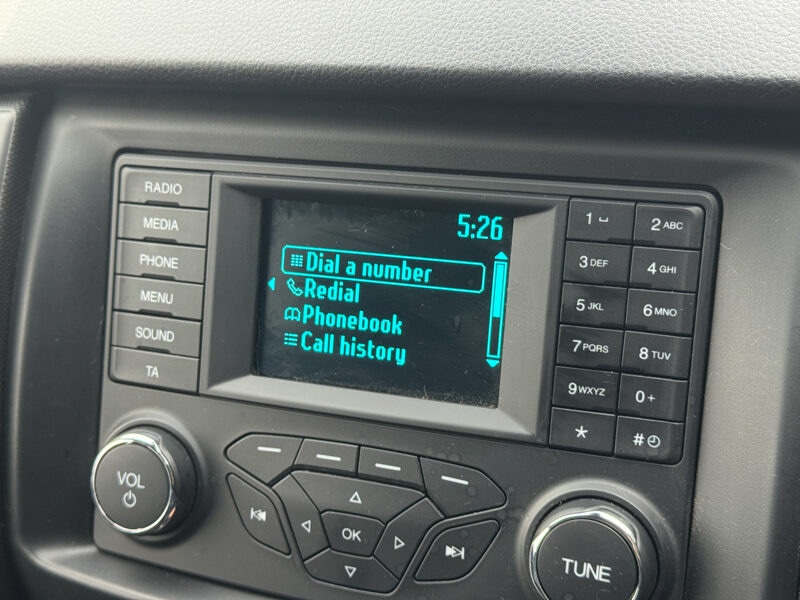 RADIO
MEDIA
PHONE
MENU
SOUND
TA
5:26
Dial a number
Redial
Phonebook
Call history
1 ␣
2 ABC
3 DEF
4 GHI
5 JKL
6 MNO
7 PQRS
8 TUV
9 WXYZ
0 +
*
#
VOL
OK
TUNE